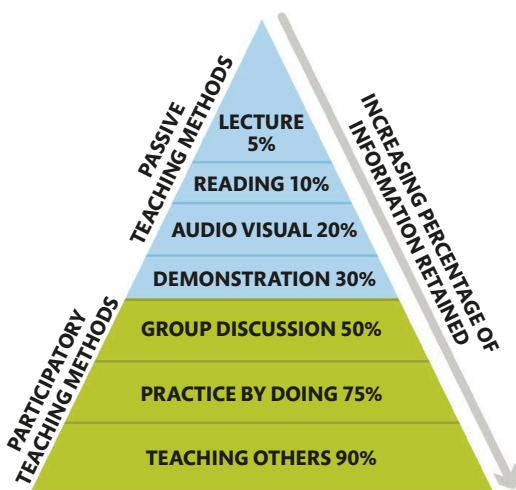 PASSIVE
TEACHING METHODS
LECTURE
5%
READING 10%
AUDIO VISUAL 20%
DEMONSTRATION 30%
INCREASING PERCENTAGE OF
INFORMATION RETAINED
PARTICIPATORY
TEACHING METHODS
GROUP DISCUSSION 50%
PRACTICE BY DOING 75%
TEACHING OTHERS 90%